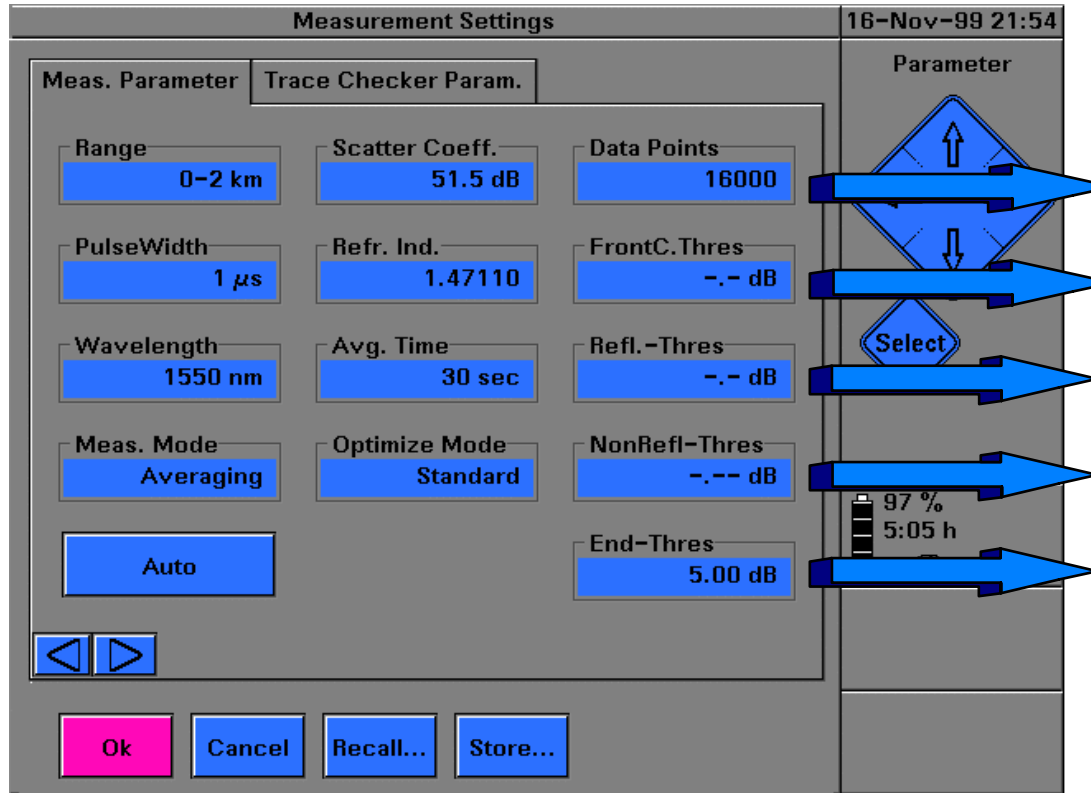 Measurement Settings
16-Nov-99 21:54
Meas. Parameter
Trace Checker Param.
Parameter
Range
0-2 km
Scatter Coeff.
51.5 dB
Data Points
16000
PulseWidth
1 µs
Refr. Ind.
1.47110
FrontC.Thres
-.- dB
Wavelength
1550 nm
Avg. Time
30 sec
Refl.-Thres
-.- dB
Select
Meas. Mode
Averaging
Optimize Mode
Standard
NonRefl-Thres
-.-- dB
97 %
5:05 h
Auto
End-Thres
5.00 dB
Ok
Cancel
Recall...
Store...